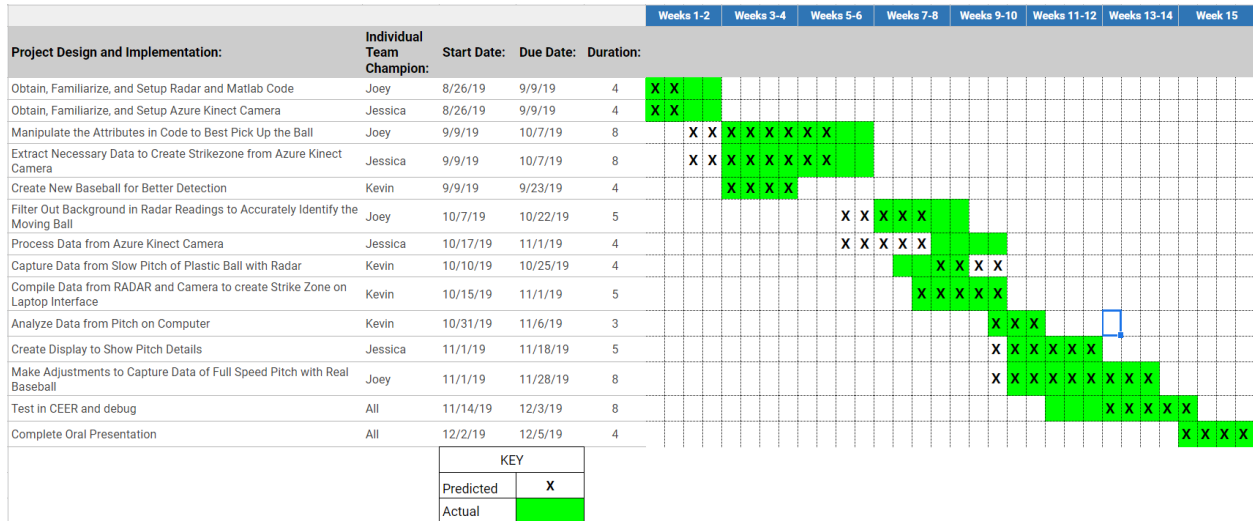 Weeks 1-2 Weeks 3-4 Weeks 5-6 Weeks 7-8 Weeks 9-10 Weeks 11-12 Weeks 13-14 Week 15
Project Design and Implementation: Individual Team Champion: Start Date: Due Date: Duration:
Obtain, Familiarize, and Setup Radar and Matlab Code Joey 8/26/19 9/9/19 4 X X
Obtain, Familiarize, and Setup Azure Kinect Camera Jessica 8/26/19 9/9/19 4 X X
Manipulate the Attributes in Code to Best Pick Up the Ball Joey 9/9/19 10/7/19 8 X X X X X X X X
Extract Necessary Data to Create Strikezone from Azure Kinect
Camera Jessica 9/9/19 10/7/19 8 X X X X X X X X
Create New Baseball for Better Detection Kevin 9/9/19 9/23/19 4 X X X X
Filter Out Background in Radar Readings to Accurately Identify the
Moving Ball Joey 10/7/19 10/22/19 5 X X X X X
Process Data from Azure Kinect Camera Jessica 10/17/19 11/1/19 4 X X X X X
Capture Data from Slow Pitch of Plastic Ball with Radar Kevin 10/10/19 10/25/19 4 X X X X
Compile Data from RADAR and Camera to create Strike Zone on
Laptop Interface Kevin 10/15/19 11/1/19 5 X X X X X
Analyze Data from Pitch on Computer Kevin 10/31/19 11/6/19 3 X X X
Create Display to Show Pitch Details Jessica 11/1/19 11/18/19 5 X X X X X X
Make Adjustments to Capture Data of Full Speed Pitch with Real
Baseball Joey 11/1/19 11/28/19 8 X X X X X X X X X
Test in CEER and debug All 11/14/19 12/3/19 8 X X X X X
Complete Oral Presentation All 12/2/19 12/5/19 4 X X X X
KEY
Predicted X
Actual